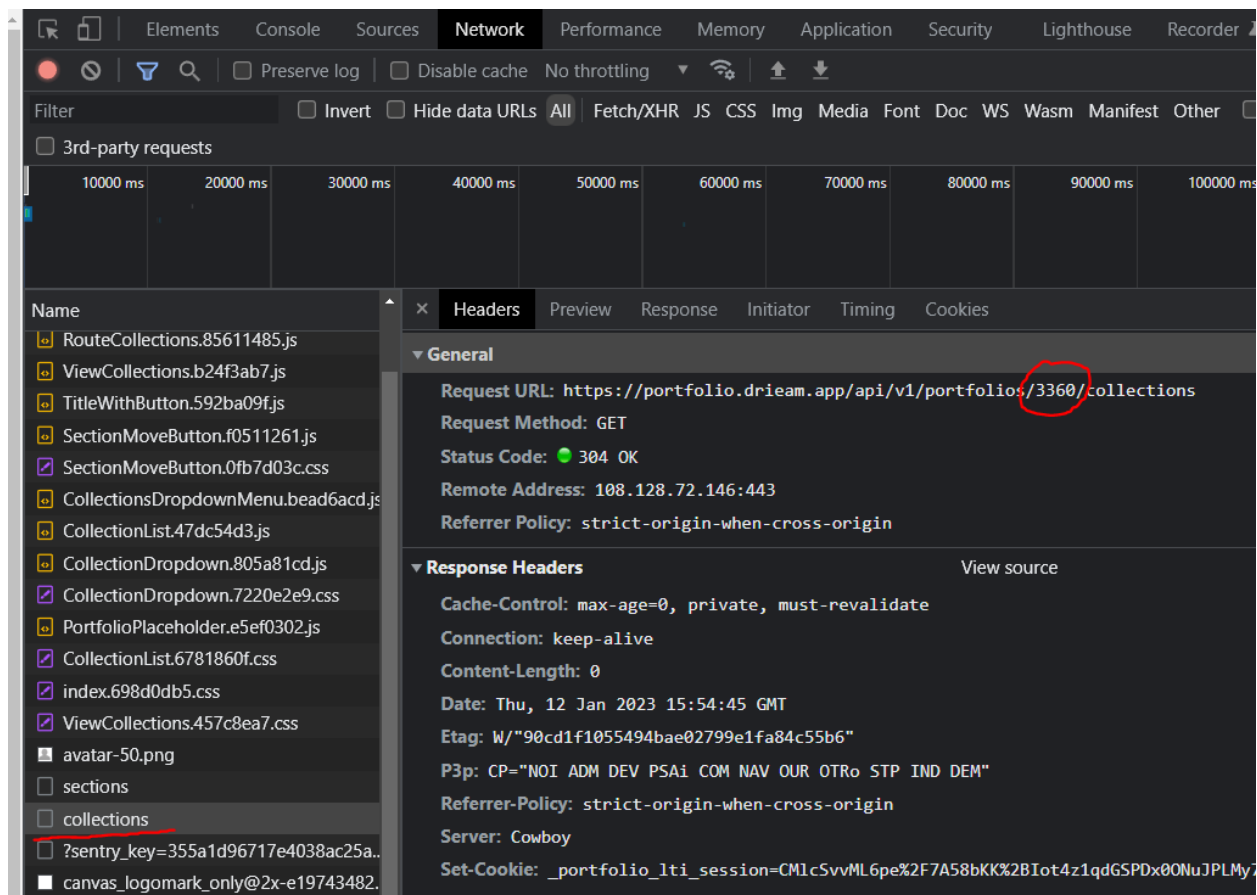 Elements Console Sources Network Performance Memory Application Security Lighthouse Recorder
Preserve log Disable cache No throttling
Filter Invert Hide data URLs All Fetch/XHR JS CSS Img Media Font Doc WS Wasm Manifest Other
3rd-party requests
10000 ms 20000 ms 30000 ms 40000 ms 50000 ms 60000 ms 70000 ms 80000 ms 90000 ms 100000 ms
Name
RouteCollections.85611485.js
ViewCollections.b24f3ab7.js
TitleWithButton.592ba09f.js
SectionMoveButton.f0511261.js
SectionMoveButton.0fb7d03c.css
CollectionsDropdownMenu.bead6acd.js
CollectionList.47dc54d3.js
CollectionDropdown.805a81cd.js
CollectionDropdown.7220e2e9.css
PortfolioPlaceholder.e5ef0302.js
CollectionList.6781860f.css
index.698d0db5.css
ViewCollections.457c8ea7.css
avatar-50.png
sections
collections
?sentry_key=355a1d96717e4038ac25a...
canvas_logomark_only@2x-e19743482.
× Headers Preview Response Initiator Timing Cookies
General
Request URL: https://portfolio.drieam.app/api/v1/portfolios/3360/collections
Request Method: GET
Status Code: 304 OK
Remote Address: 108.128.72.146:443
Referrer Policy: strict-origin-when-cross-origin
Response Headers View source
Cache-Control: max-age=0, private, must-revalidate
Connection: keep-alive
Content-Length: 0
Date: Thu, 12 Jan 2023 15:54:45 GMT
Etag: W/"90cd1f1055494bae02799e1fa84c55b6"
P3p: CP="NOI ADM DEV PSAi COM NAV OUR OTRo STP IND DEM"
Referrer-Policy: strict-origin-when-cross-origin
Server: Cowboy
Set-Cookie: _portfolio_lti_session=CMlcSvvML6pe%2F7A58bKK%2BIot4z1qdGSPDx0ONuJPLMy7